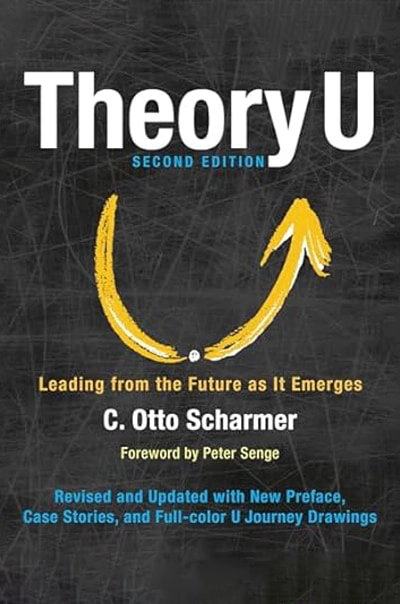 Theory U
SECOND EDITION
Leading from the Future as It Emerges
C. Otto Scharmer
Foreword by Peter Senge
Revised and Updated with New Preface,
Case Stories, and Full-color U Journey Drawings